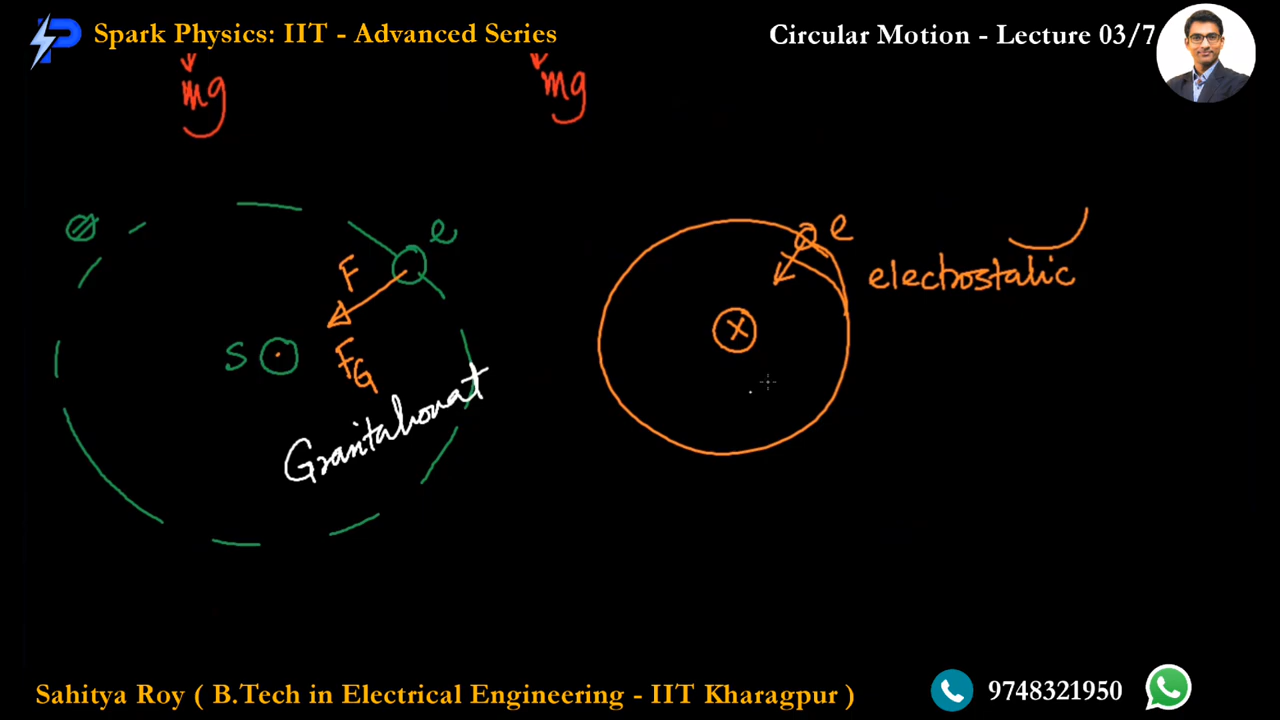 Spark Physics: IIT - Advanced Series
Circular Motion - Lecture 03/7
mg
mg
e
F
S
F_G
Gravitational
e
electrostatic
X
Sahitya Roy ( B.Tech in Electrical Engineering - IIT Kharagpur )
9748321950